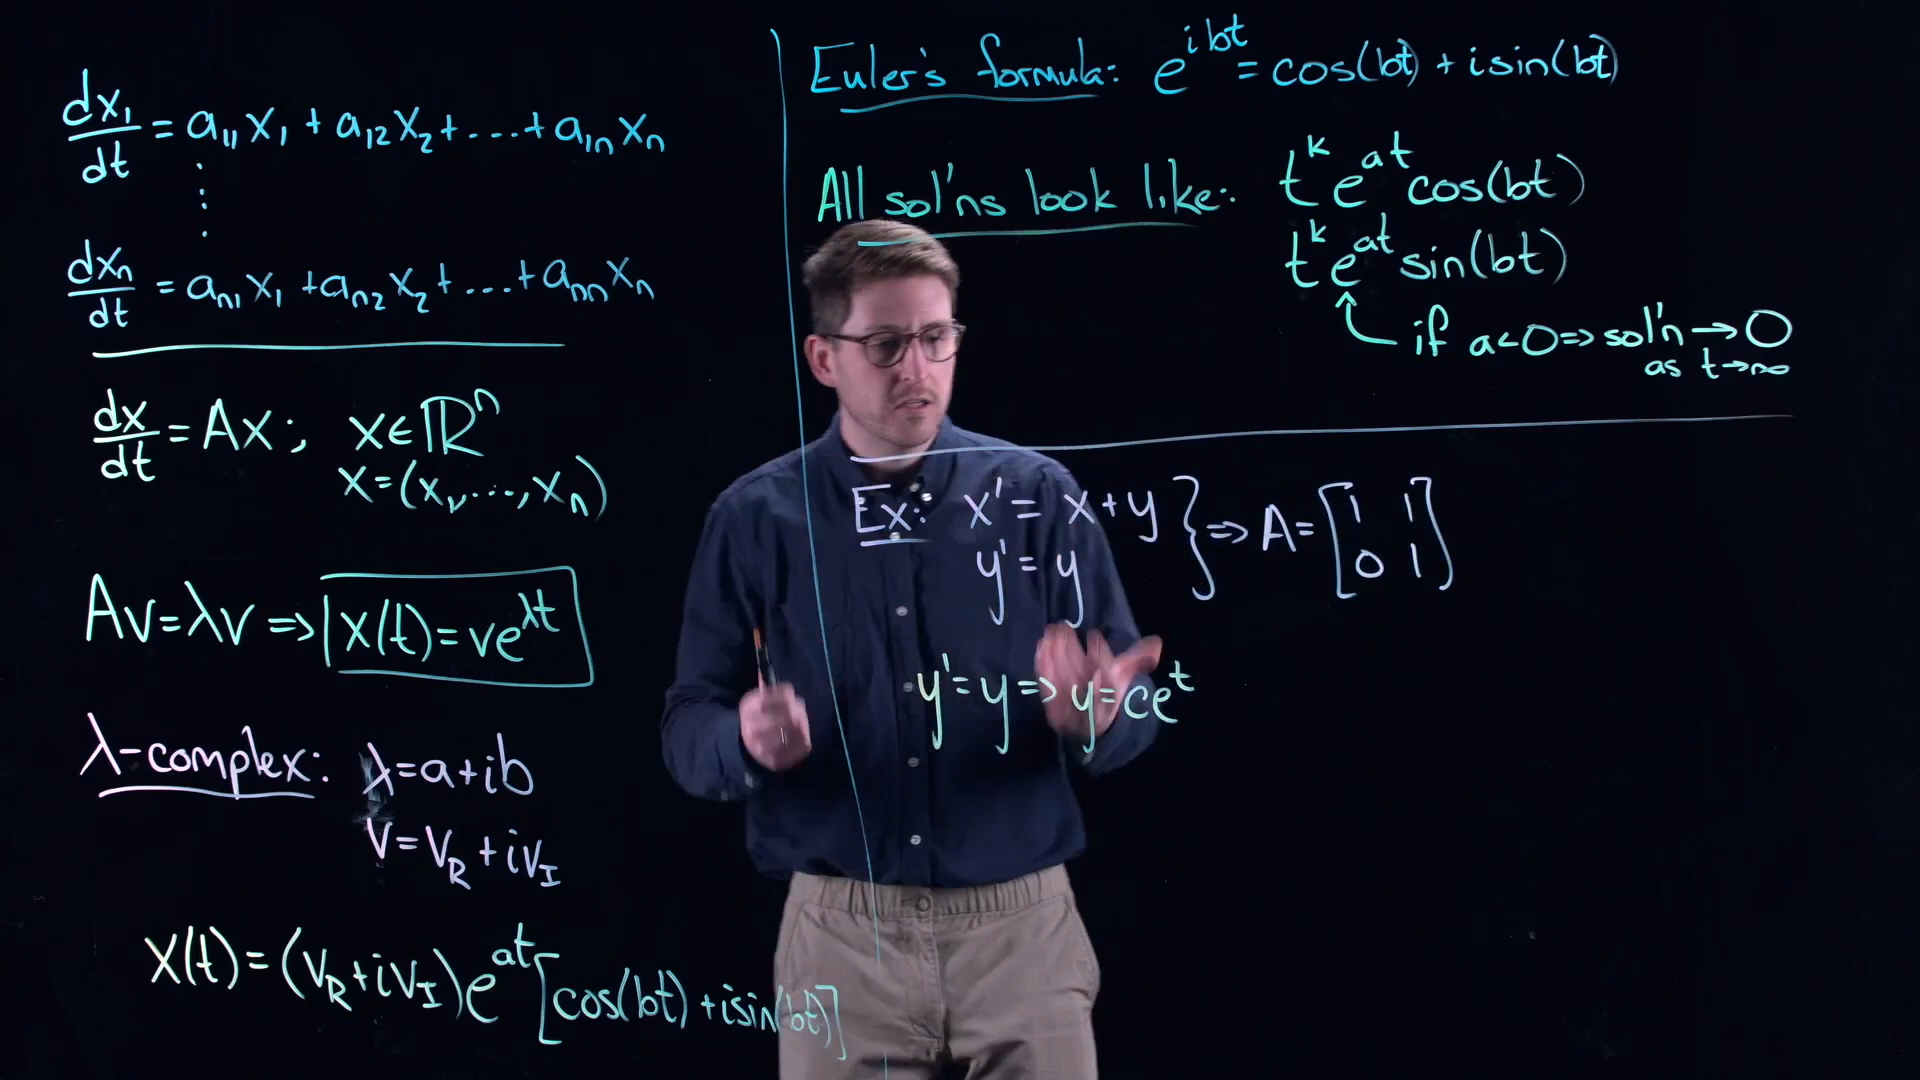 dx₁/dt = a₁₁x₁ + a₁₂x₂ + ... + a₁ₙxₙ
⋮
dxₙ/dt = aₙ₁x₁ + aₙ₂x₂ + ... + aₙₙxₙ
dx/dt = Ax; x∈ℝⁿ
x=(x₁,...,xₙ)
Av=λv ⇒ x(t)=ve^{λt}
λ-complex: λ=a+ib
v=v_R+iv_I
x(t)=(v_R+iv_I)e^{at}[cos(bt)+isin(bt)]
Euler's formula: e^{ibt}=cos(bt)+isin(bt)
All sol'ns look like: t^k e^{at}cos(bt)
t^k e^{at}sin(bt)
if a<0⇒sol'n→0
as t→∞
Ex: x'=x+y } ⇒ A=[1 1
y'=y 0 1]
y'=y⇒y=ce^t